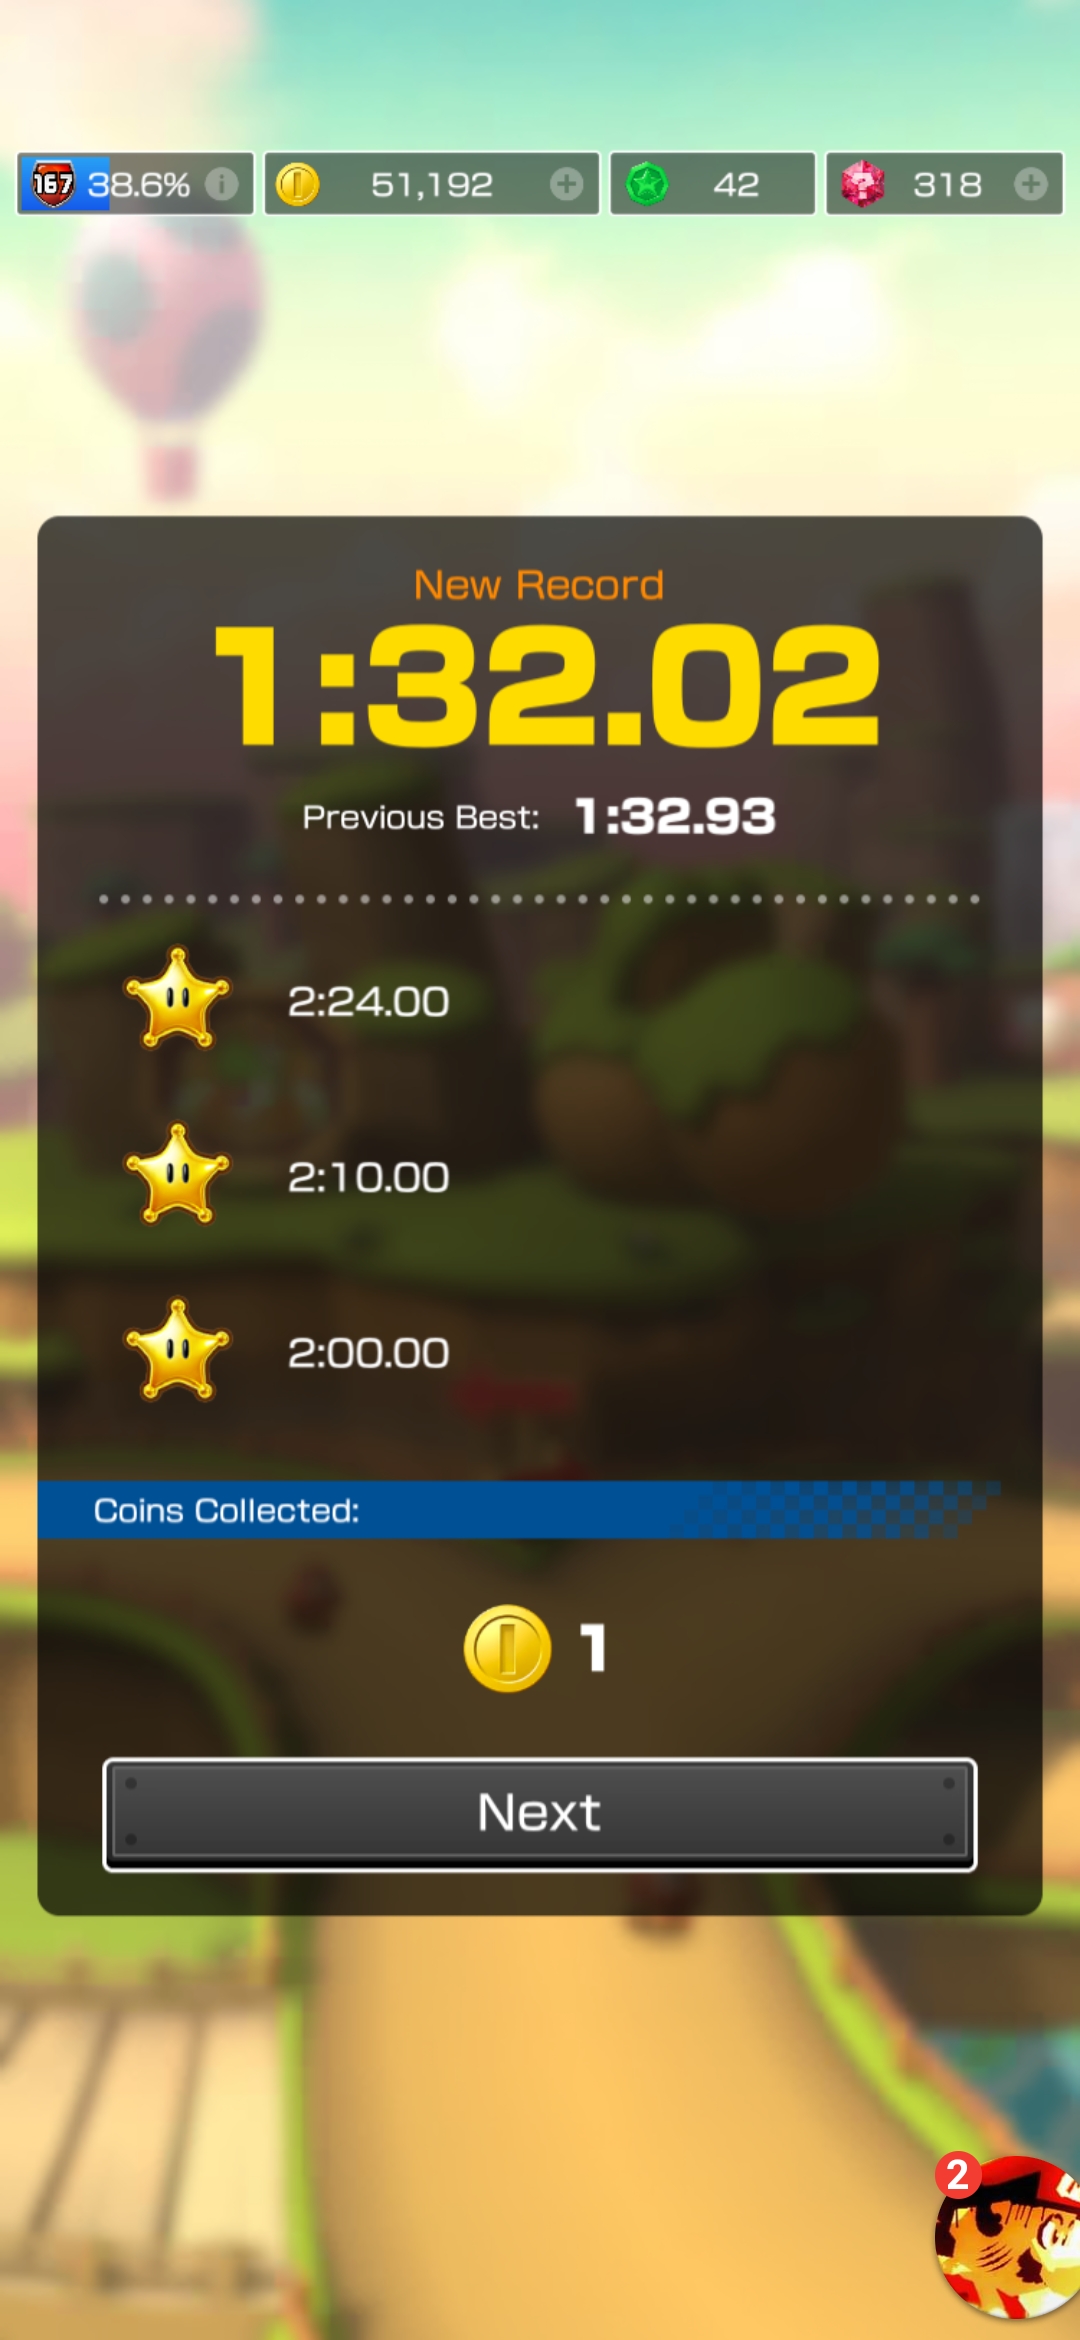 167 38.6% i 51,192 + 42 ? 318 +
New Record
1:32.02
Previous Best: 1:32.93
2:24.00
2:10.00
2:00.00
Coins Collected:
1
Next
2